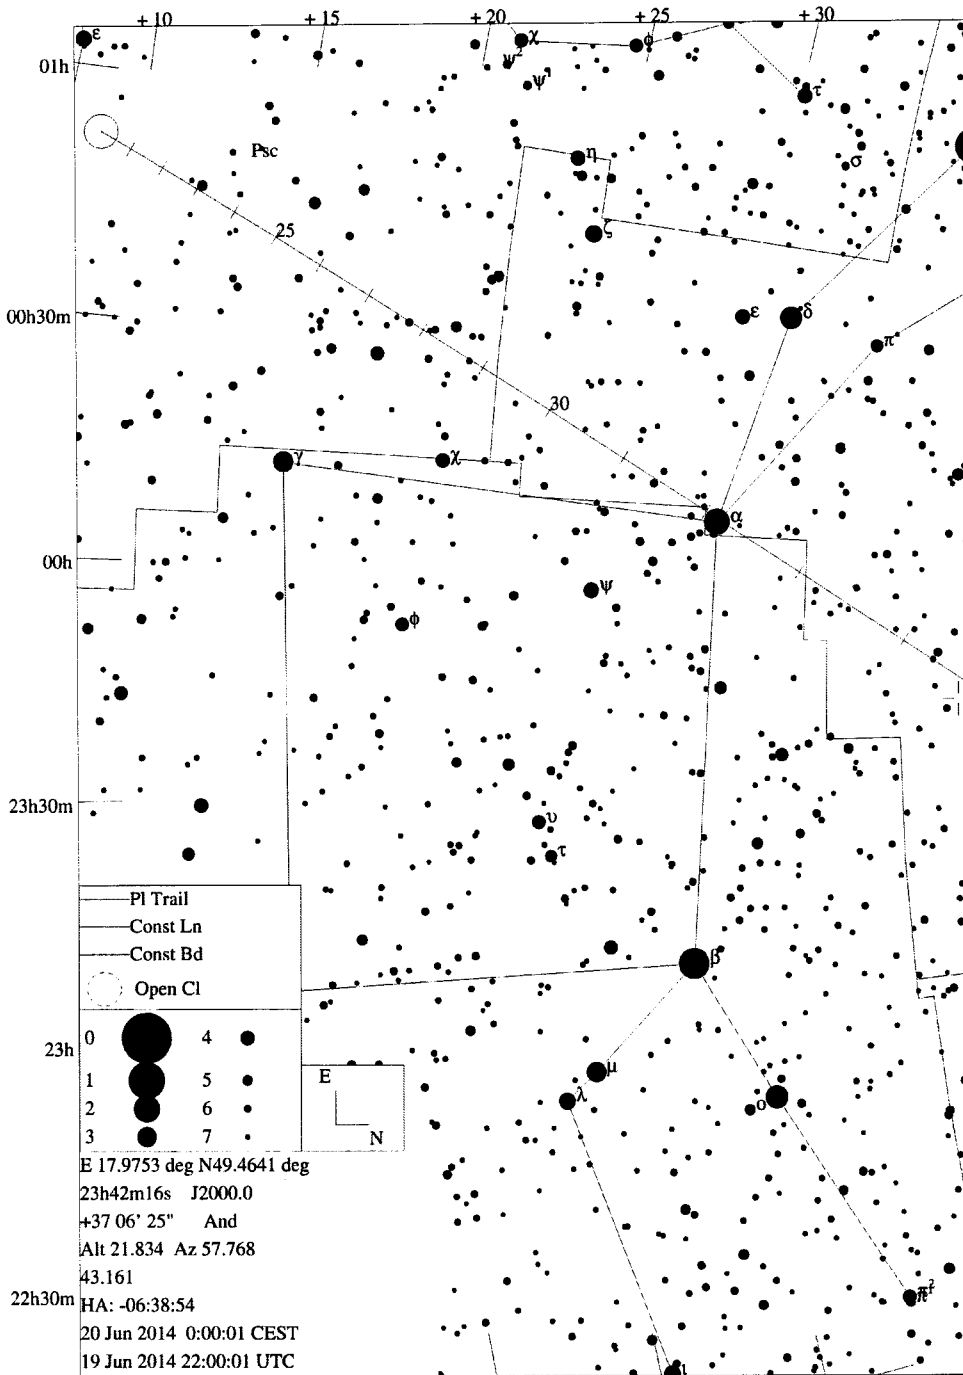 + 10 + 15 + 20 + 25 + 30
ε χ φ
01h ψ² ψ¹ τ
Psc η σ
25 ζ
00h30m ε δ
π
30
γ χ
α
00h
ψ
φ
23h30m
υ
τ
Pl Trail
Const Ln
Const Bd β
Open Cl
0 4
23h
1 5 E μ
2 6 λ ο
3 7 N
E 17.9753 deg N49.4641 deg
23h42m16s J2000.0
+37 06' 25" And
Alt 21.834 Az 57.768
43.161
22h30m π²
HA: -06:38:54
20 Jun 2014 0:00:01 CEST
19 Jun 2014 22:00:01 UTC
ι